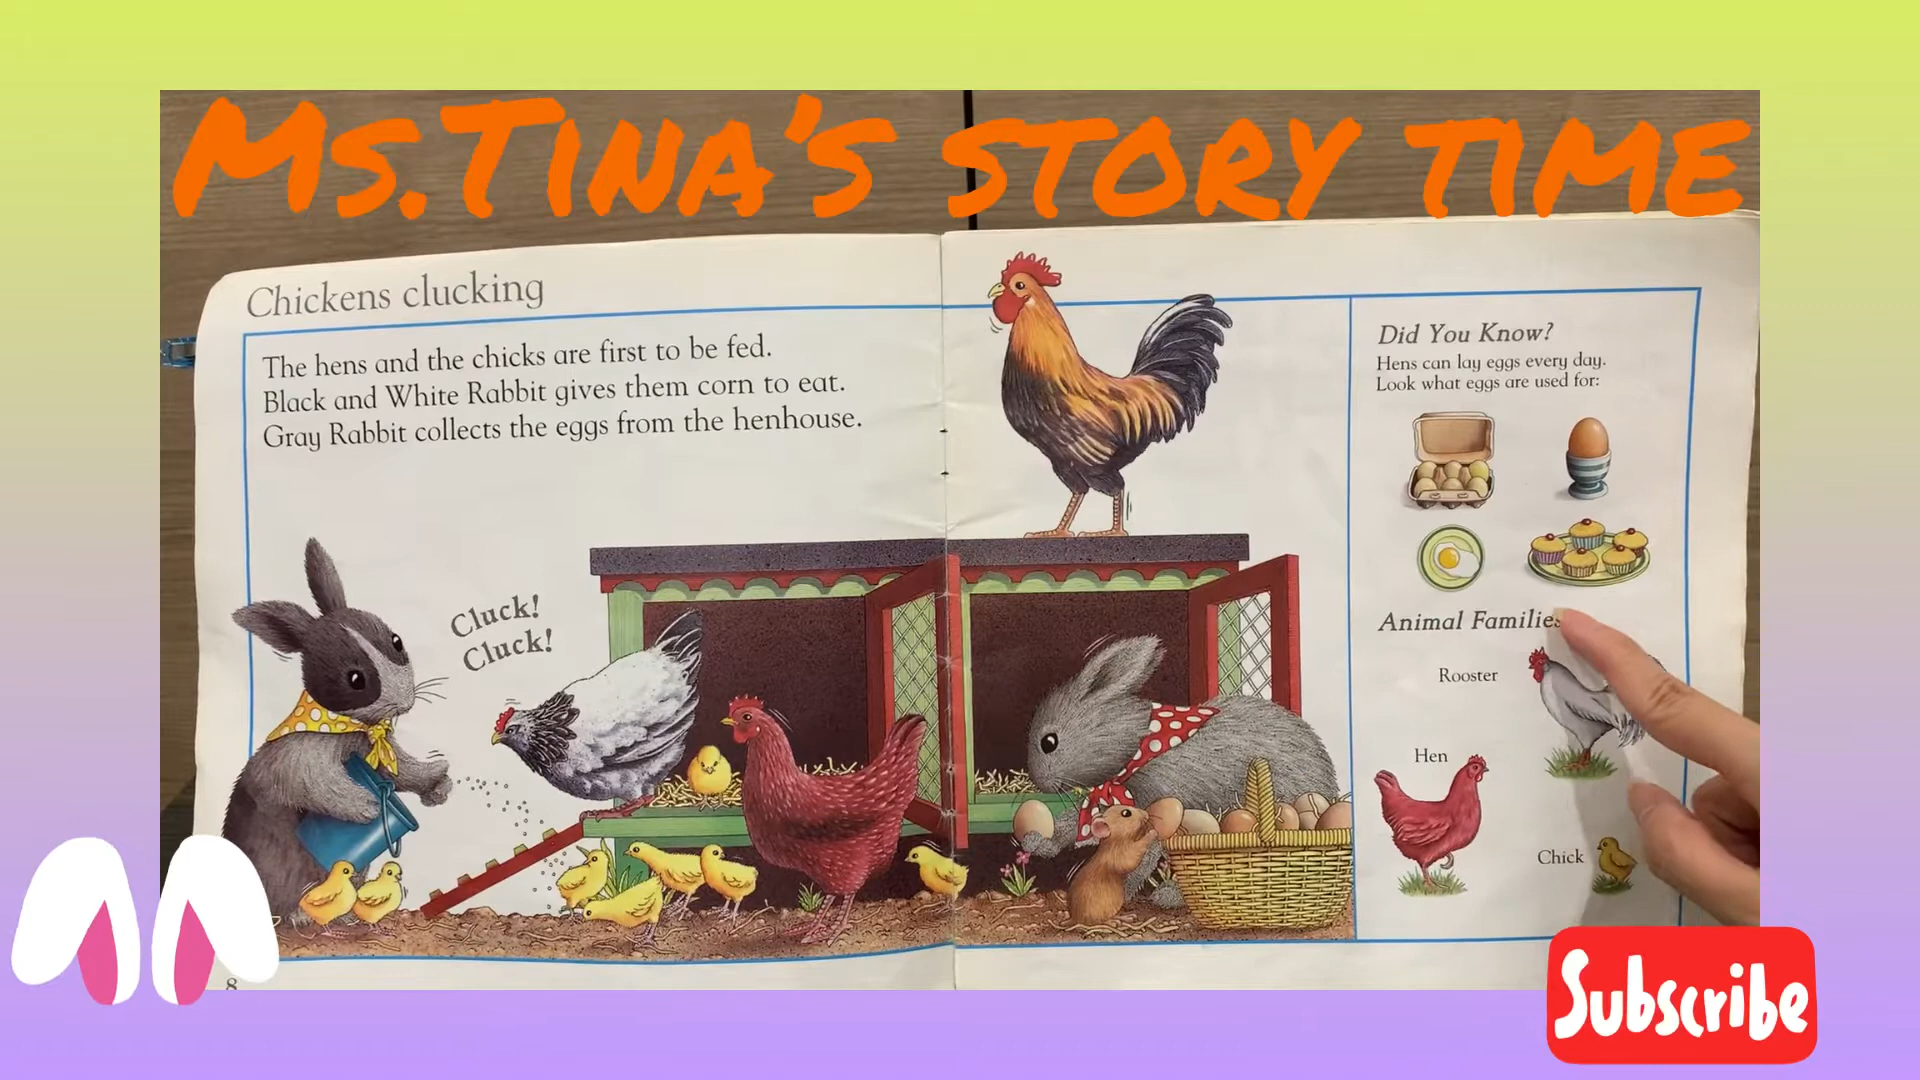 Ms.Tina's story time
Chickens clucking
The hens and the chicks are first to be fed.
Black and White Rabbit gives them corn to eat.
Gray Rabbit collects the eggs from the henhouse.
Cluck!
Cluck!
Did You Know?
Hens can lay eggs every day.
Look what eggs are used for:
Animal Families
Rooster
Hen
Chick
8
Subscribe